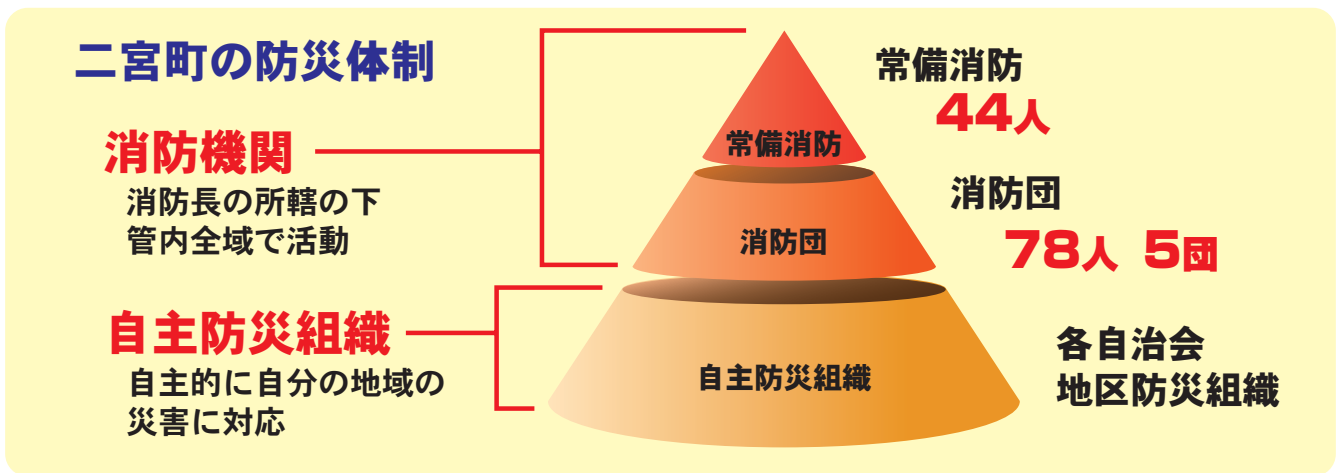 二宮町の防災体制
消防機関
消防長の所轄の下
管内全域で活動
自主防災組織
自主的に自分の地域の
災害に対応
常備消防
消防団
自主防災組織
常備消防
44人
消防団
78人 5団
各自治会
地区防災組織